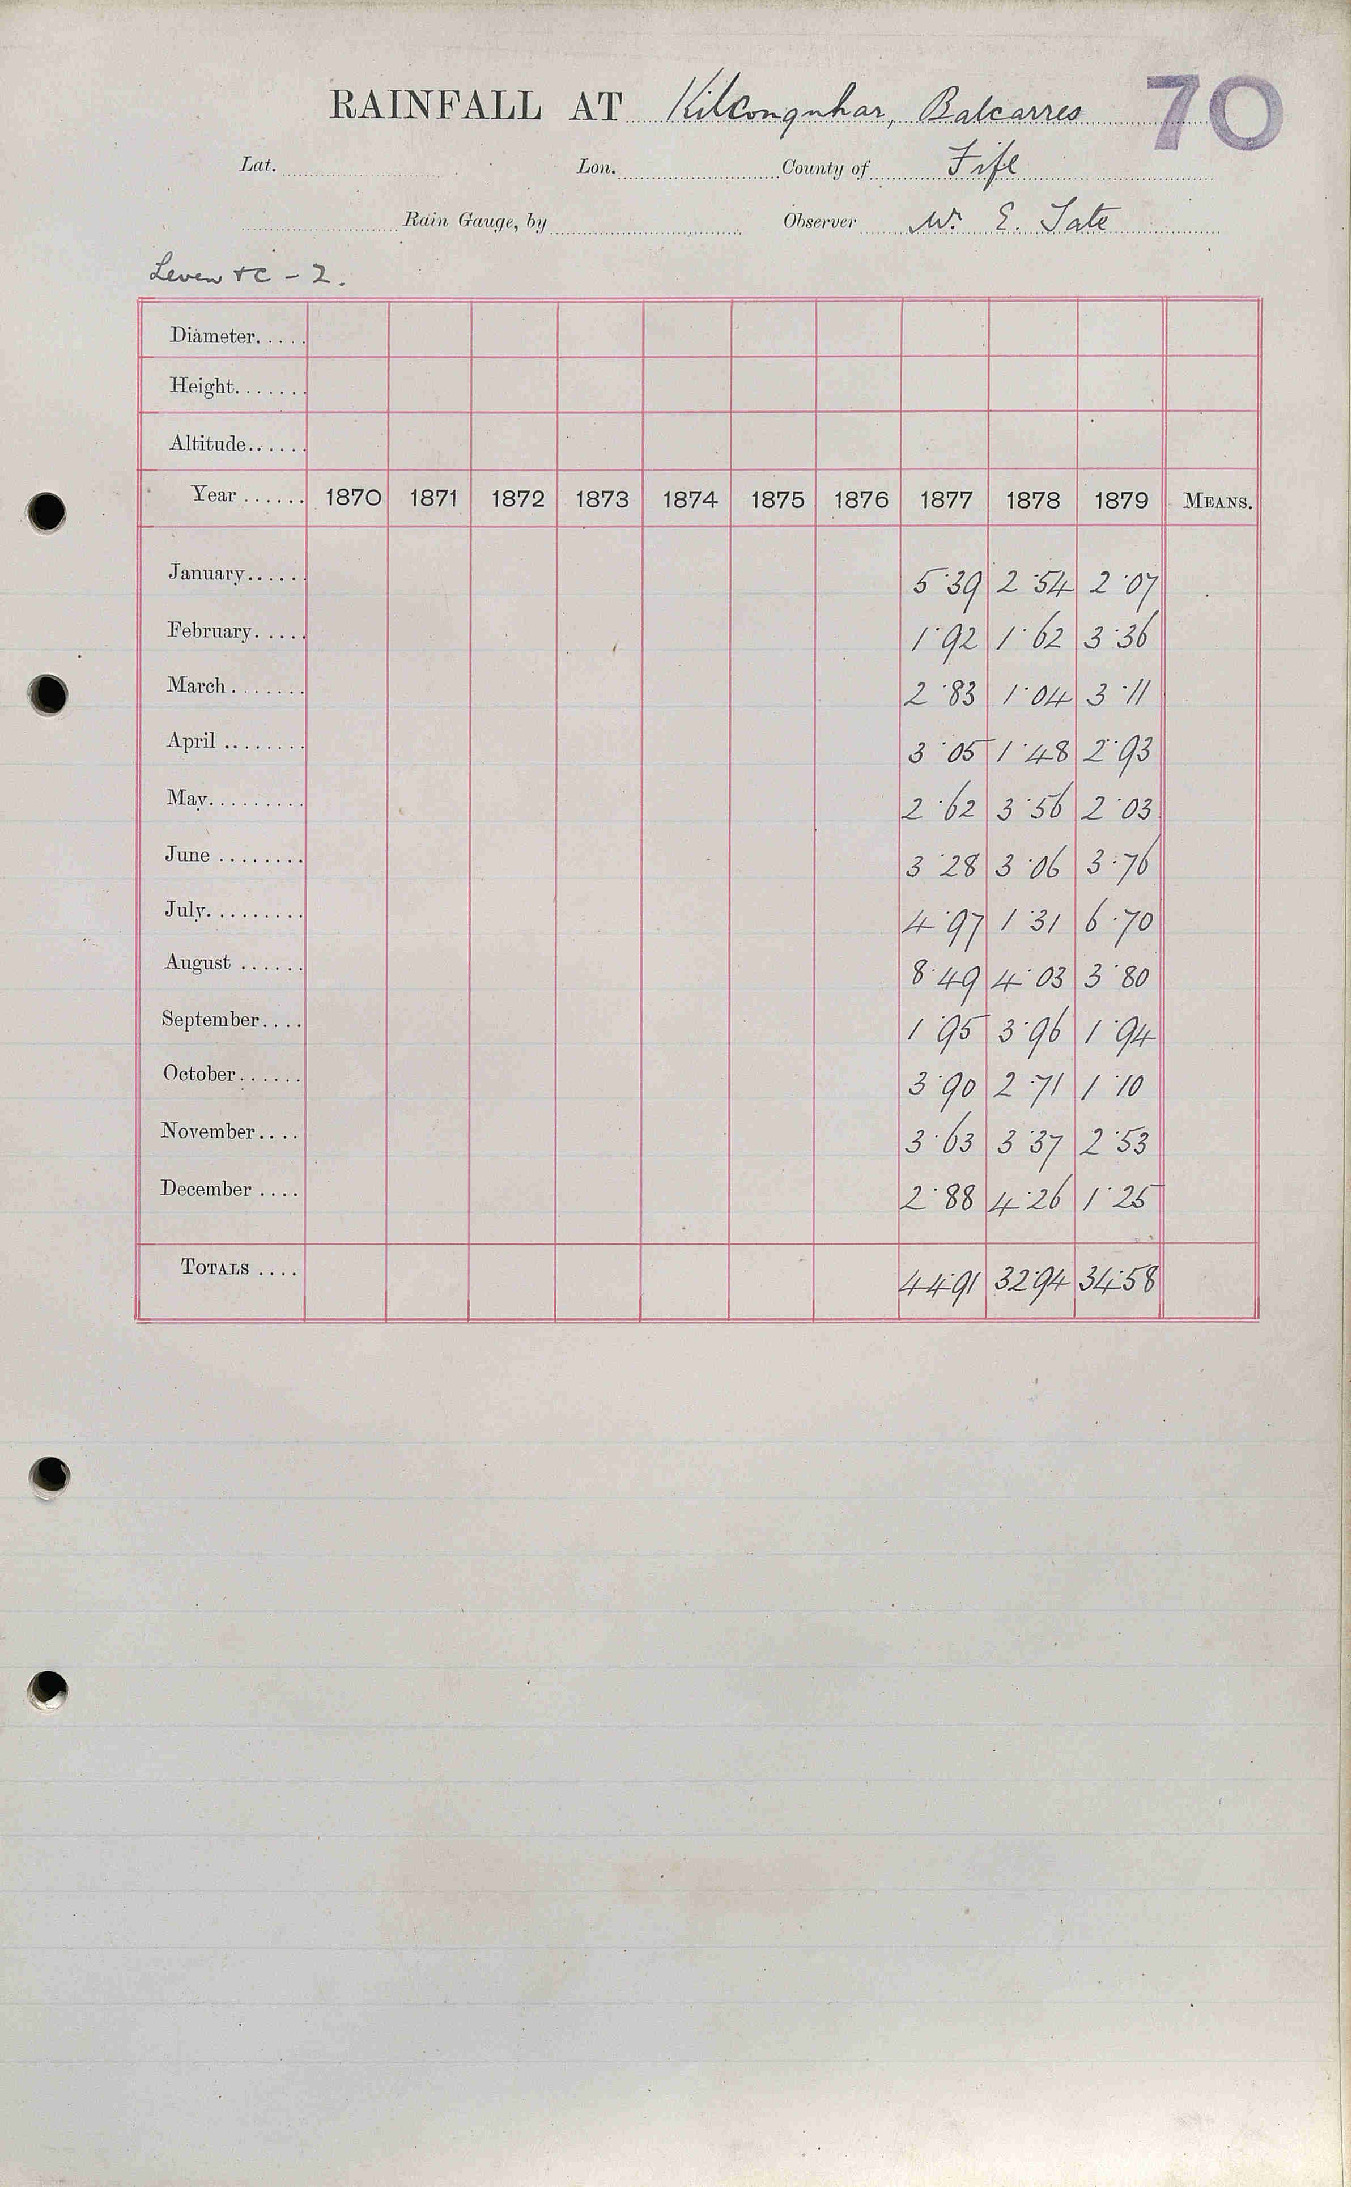 RAINFALL AT Kilconquhar, Balcarres 70
Lat. Lon. County of Fife
Rain Gauge, by Observer Mr. E. Tate
Leven &c - 2.
Diameter.....
Height.......
Altitude......
Year...... 1870 1871 1872 1873 1874 1875 1876 1877 1878 1879 MEANS.
January...... 5.39 2.54 2.07
February..... 1.92 1.62 3.36
March....... 2.83 1.04 3.11
April ........ 3.05 1.48 2.93
May......... 2.62 3.56 2.03
June ........ 3.28 3.06 3.76
July......... 4.97 1.31 6.70
August ...... 8.49 4.03 3.80
September.... 1.95 3.96 1.94
October...... 3.90 2.71 1.10
November.... 3.63 3.37 2.53
December .... 2.88 4.26 1.25
TOTALS .... 44.91 32.94 34.58